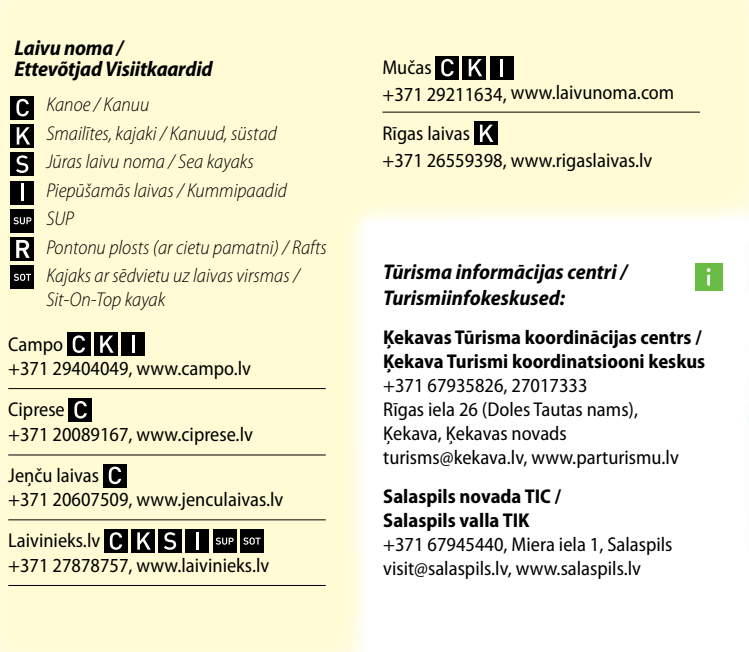 Laivu noma /
Ettevõtjad Visiitkaardid
C Kanoe / Kanuu
K Smailītes, kajaki / Kanuud, süstad
S Jūras laivu noma / Sea kayaks
I Piepūšamās laivas / Kummipaadid
SUP SUP
R Pontonu plosts (ar cietu pamatni) / Rafts
SOT Kajaks ar sēdvietu uz laivas virsmas /
Sit-On-Top kayak
Campo C K I
+371 29404049, www.campo.lv
Ciprese C
+371 20089167, www.ciprese.lv
Jeņču laivas C
+371 20607509, www.jenculaivas.lv
Laivinieks.lv C K S I SUP SOT
+371 27878757, www.laivinieks.lv
Mučas C K I
+371 29211634, www.laivunoma.com
Rīgas laivas K
+371 26559398, www.rigaslaivas.lv
Tūrisma informācijas centri / i
Turismiinfokeskused:
Ķekavas Tūrisma koordinācijas centrs /
Ķekava Turismi koordinatsiooni keskus
+371 67935826, 27017333
Rīgas iela 26 (Doles Tautas nams),
Ķekava, Ķekavas novads
turisms@kekava.lv, www.parturismu.lv
Salaspils novada TIC /
Salaspils valla TIK
+371 67945440, Miera iela 1, Salaspils
visit@salaspils.lv, www.salaspils.lv